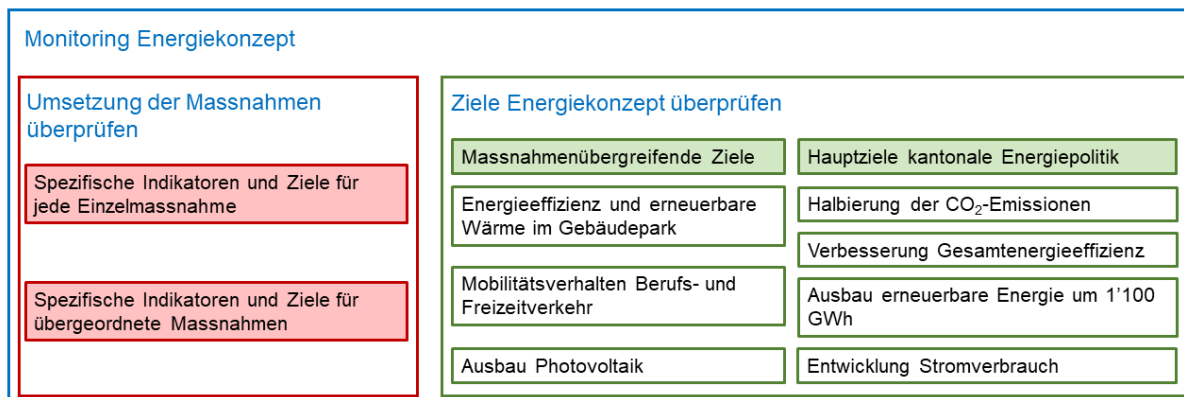 Monitoring Energiekonzept
Umsetzung der Massnahmen
überprüfen
Spezifische Indikatoren und Ziele für
jede Einzelmassnahme
Spezifische Indikatoren und Ziele für
übergeordnete Massnahmen
Ziele Energiekonzept überprüfen
Massnahmenübergreifende Ziele
Energieeffizienz und erneuerbare
Wärme im Gebäudepark
Mobilitätsverhalten Berufs- und
Freizeitverkehr
Ausbau Photovoltaik
Hauptziele kantonale Energiepolitik
Halbierung der CO₂-Emissionen
Verbesserung Gesamtenergieeffizienz
Ausbau erneuerbare Energie um 1’100
GWh
Entwicklung Stromverbrauch